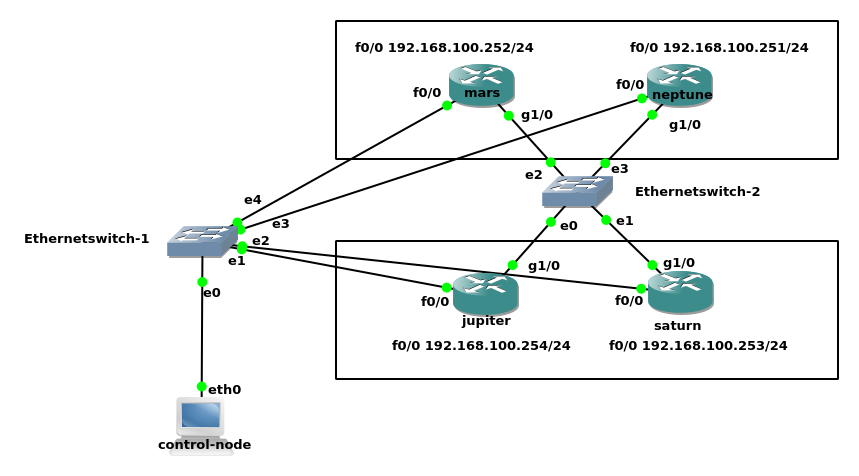 f0/0 192.168.100.252/24
f0/0 192.168.100.251/24
f0/0
mars
f0/0
neptune
g1/0
g1/0
e2
e3
Ethernetswitch-2
e4
e3
Ethernetswitch-1
e2
e1
e0
e1
e0
g1/0
g1/0
f0/0
f0/0
jupiter
saturn
f0/0 192.168.100.254/24
f0/0 192.168.100.253/24
eth0
control-node